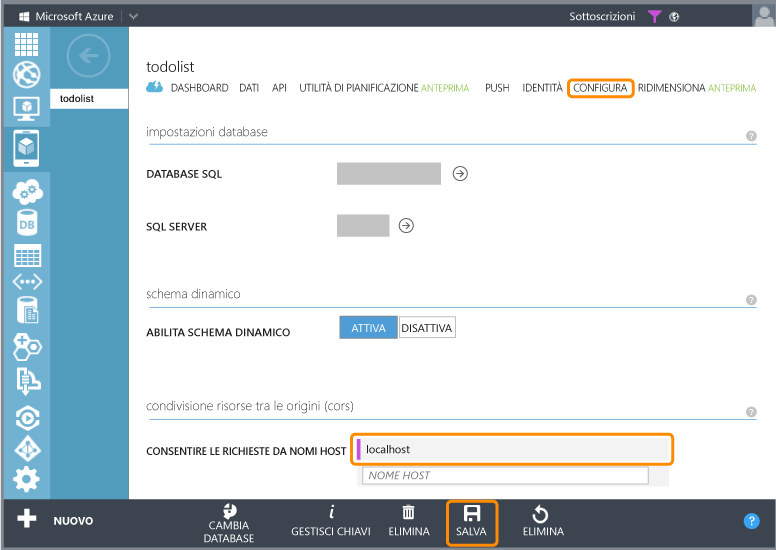 Microsoft Azure Sottoscrizioni
todolist
todolist
DASHBOARD DATI API UTILITÀ DI PIANIFICAZIONE ANTEPRIMA PUSH IDENTITÀ CONFIGURA RIDIMENSIONA ANTEPRIMA
impostazioni database ?
DATABASE SQL
SQL SERVER
schema dinamico ?
ABILITA SCHEMA DINAMICO ATTIVA DISATTIVA
condivisione risorse tra le origini (cors) ?
CONSENTIRE LE RICHIESTE DA NOMI HOST localhost
NOME HOST
DB
NUOVO
CAMBIA
DATABASE
GESTISCI CHIAVI
ELIMINA
SALVA
ELIMINA
?